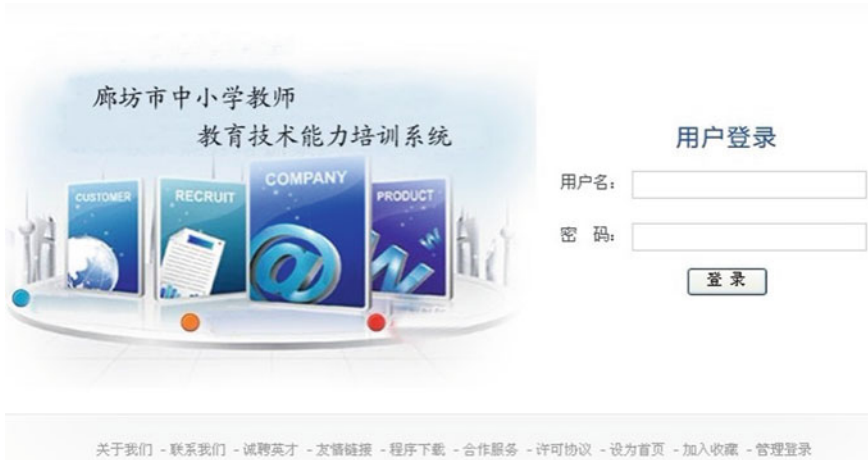 廊坊市中小学教师
教育技术能力培训系统
CUSTOMER
RECRUIT
COMPANY
PRODUCT
用户登录
用户名:
密 码:
登 录
关于我们 - 联系我们 - 诚聘英才 - 友情链接 - 程序下载 - 合作服务 - 许可协议 - 设为首页 - 加入收藏 - 管理登录